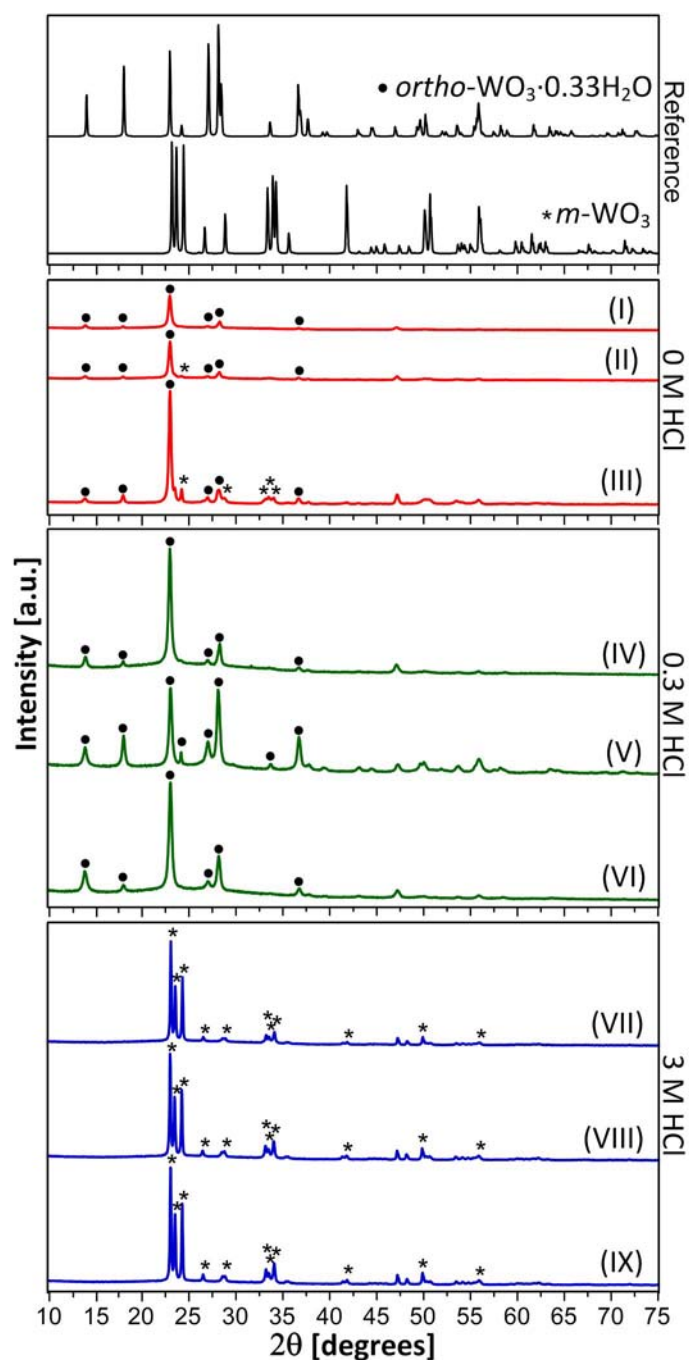 ● ortho-WO₃·0.33H₂O
* m-WO₃
Reference
(I)
(II)
(III)
0 M HCl
Intensity [a.u.]
(IV)
(V)
(VI)
0.3 M HCl
(VII)
(VIII)
(IX)
3 M HCl
10 15 20 25 30 35 40 45 50 55 60 65 70 75
2θ [degrees]